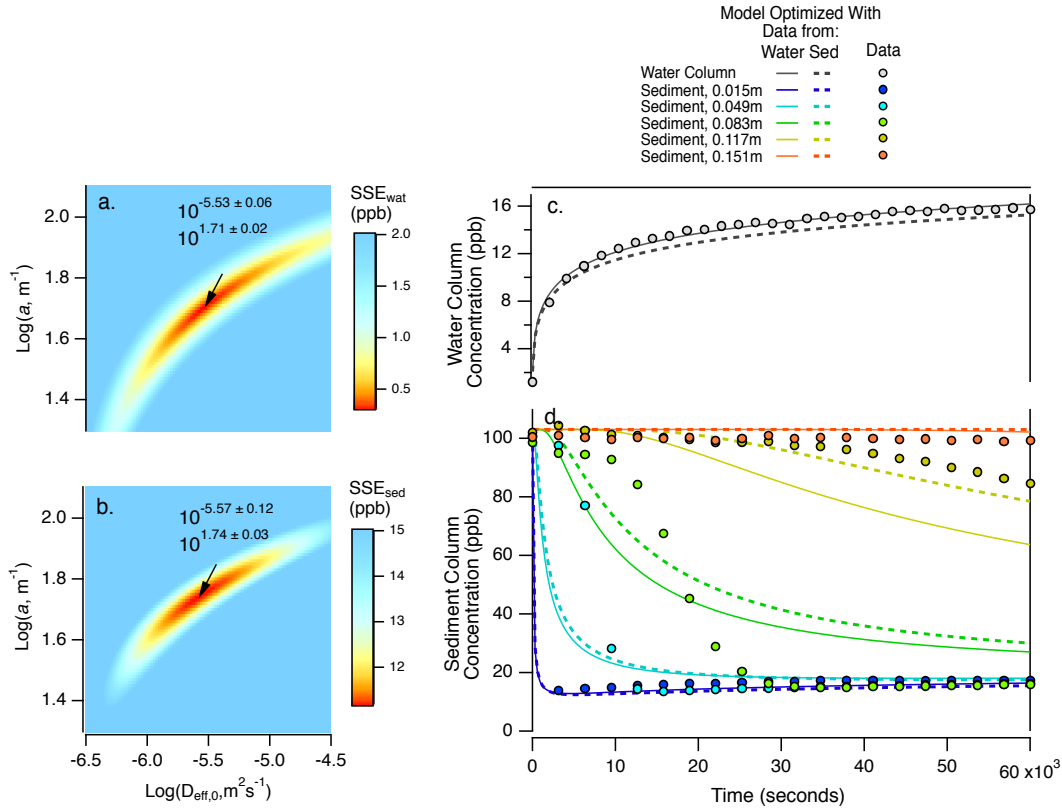 Model Optimized With
Data from:
Water Sed Data
Water Column
Sediment, 0.015m
Sediment, 0.049m
Sediment, 0.083m
Sediment, 0.117m
Sediment, 0.151m
a.
10^-5.53 ± 0.06
10^1.71 ± 0.02
2.0
1.8
1.6
1.4
Log(a, m^-1)
SSE_wat
(ppb)
2.0
1.5
1.0
0.5
b.
10^-5.57 ± 0.12
10^1.74 ± 0.03
2.0
1.8
1.6
1.4
Log(a, m^-1)
-6.5 -6.0 -5.5 -5.0 -4.5
Log(D_eff,0,m^2s^-1)
SSE_sed
(ppb)
15
14
13
12
c.
16
12
8
4
Water Column
Concentration (ppb)
d.
100
80
60
40
20
0
Sediment Column
Concentration (ppb)
0 10 20 30 40 50 60 x10^3
Time (seconds)